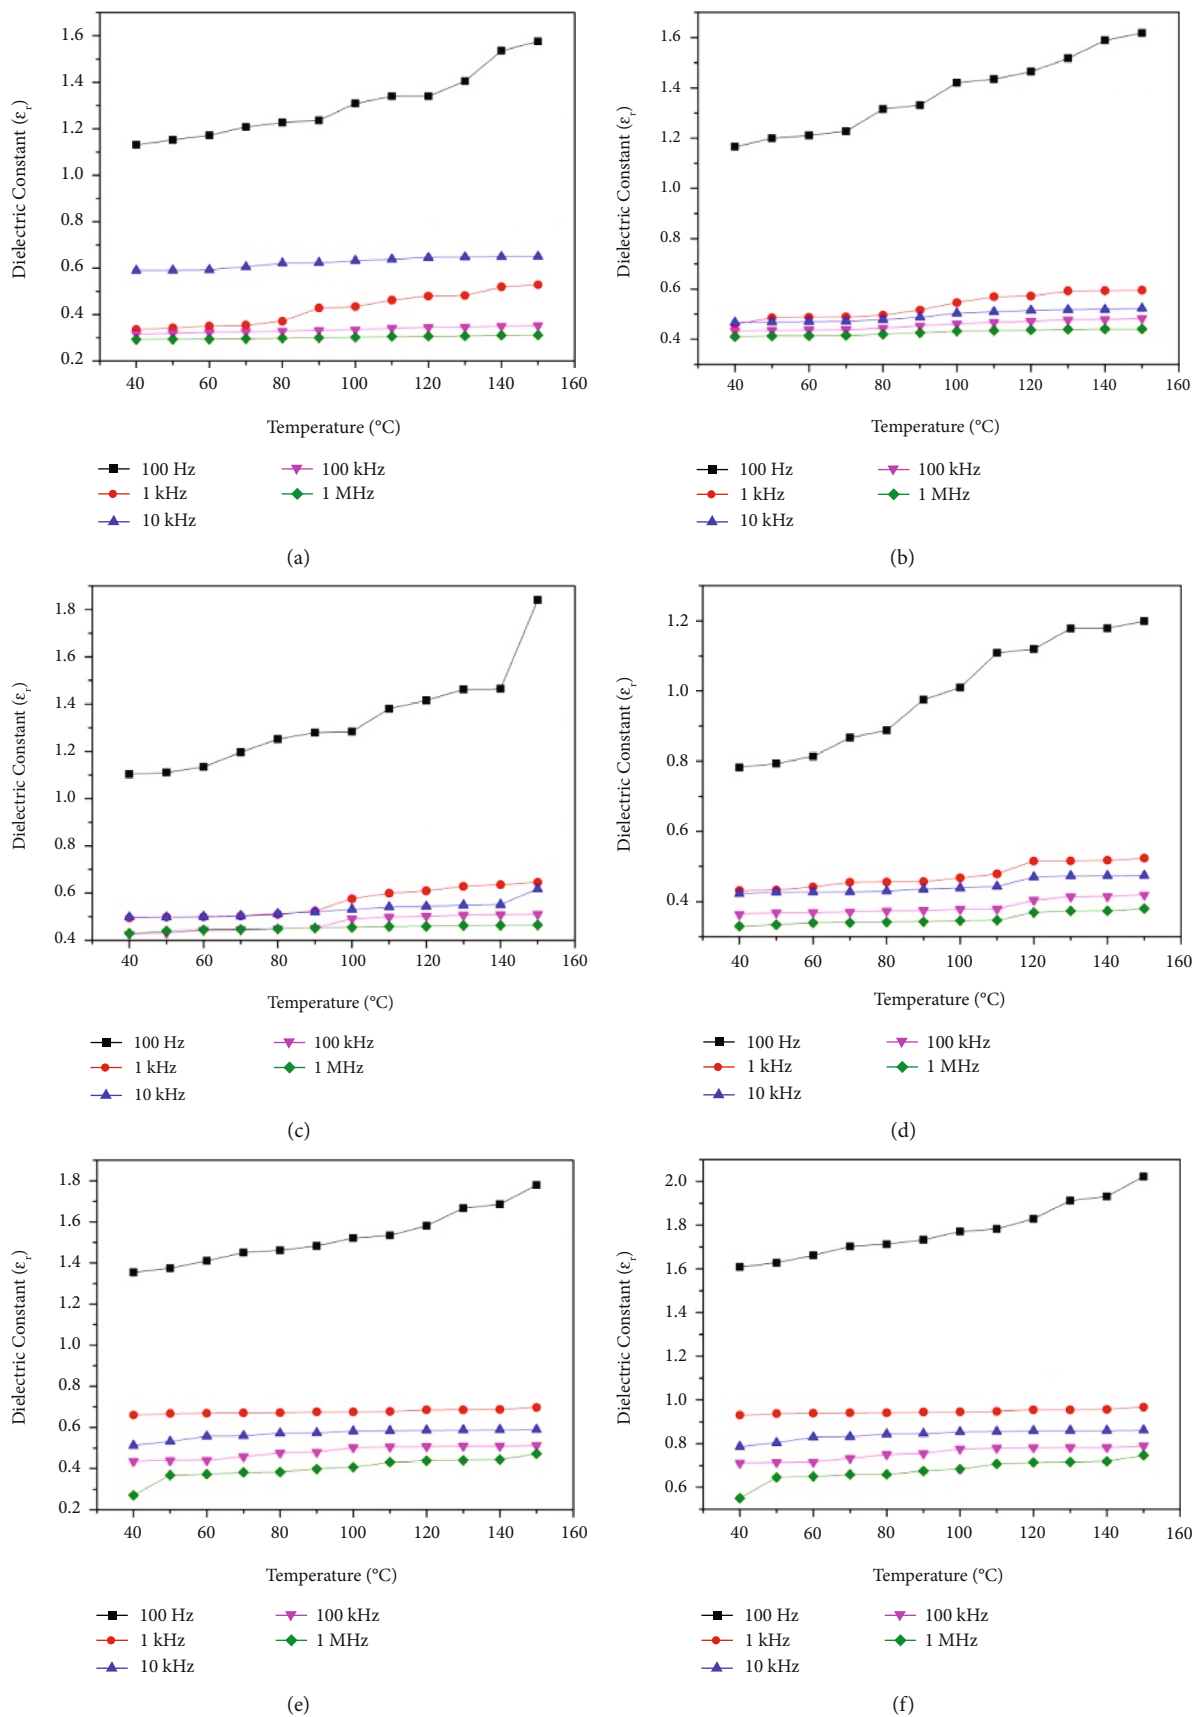 Dielectric Constant (εr)
1.6
1.4
1.2
1.0
0.8
0.6
0.4
0.2
40 60 80 100 120 140 160
Temperature (°C)
100 Hz
1 kHz
10 kHz
100 kHz
1 MHz
(a)
Dielectric Constant (εr)
1.6
1.4
1.2
1.0
0.8
0.6
0.4
40 60 80 100 120 140 160
Temperature (°C)
100 Hz
1 kHz
10 kHz
100 kHz
1 MHz
(b)
Dielectric Constant (εr)
1.8
1.6
1.4
1.2
1.0
0.8
0.6
0.4
40 60 80 100 120 140 160
Temperature (°C)
100 Hz
1 kHz
10 kHz
100 kHz
1 MHz
(c)
Dielectric Constant (εr)
1.2
1.0
0.8
0.6
0.4
40 60 80 100 120 140 160
Temperature (°C)
100 Hz
1 kHz
10 kHz
100 kHz
1 MHz
(d)
Dielectric Constant (εr)
1.8
1.6
1.4
1.2
1.0
0.8
0.6
0.4
0.2
40 60 80 100 120 140 160
Temperature (°C)
100 Hz
1 kHz
10 kHz
100 kHz
1 MHz
(e)
Dielectric Constant (εr)
2.0
1.8
1.6
1.4
1.2
1.0
0.8
0.6
40 60 80 100 120 140 160
Temperature (°C)
100 Hz
1 kHz
10 kHz
100 kHz
1 MHz
(f)